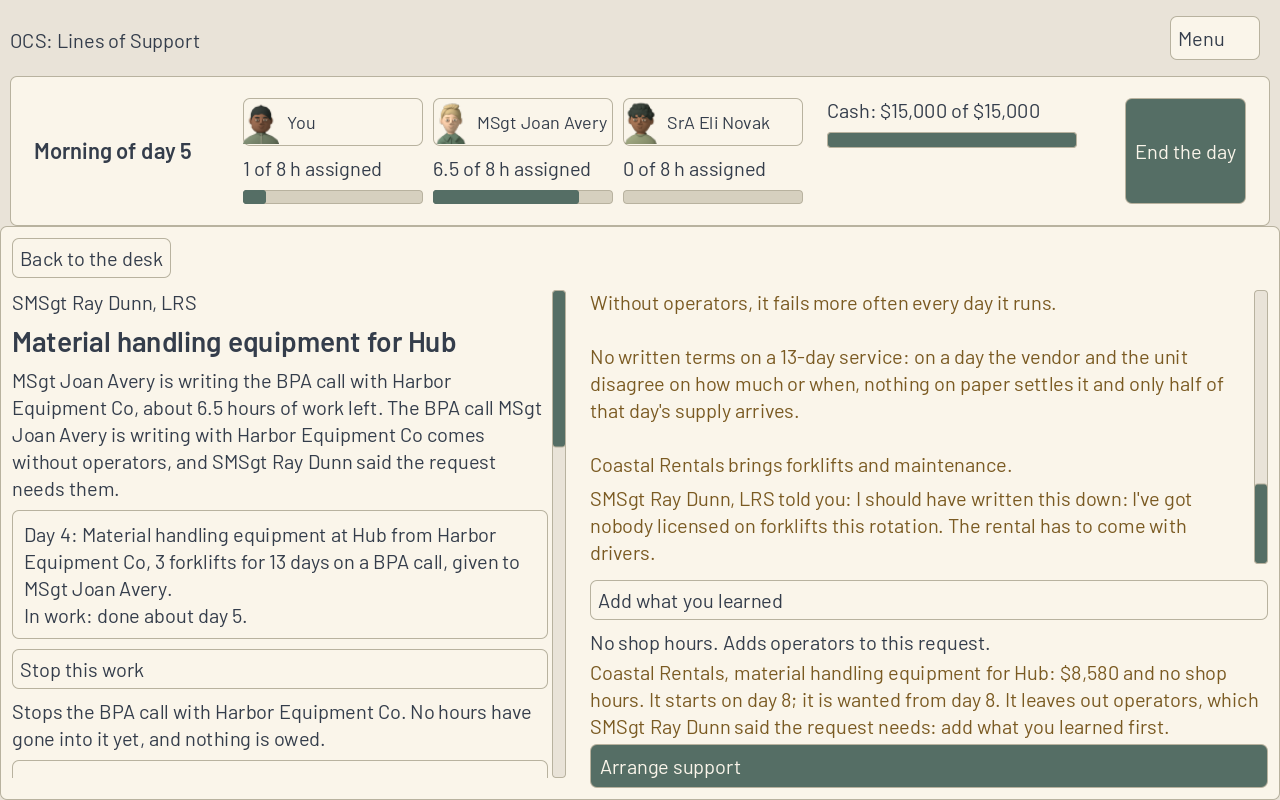 OCS: Lines of Support
Menu
Morning of day 5
You
1 of 8 h assigned
MSgt Joan Avery
6.5 of 8 h assigned
SrA Eli Novak
0 of 8 h assigned
Cash: $15,000 of $15,000
End the day
Back to the desk
SMSgt Ray Dunn, LRS
Material handling equipment for Hub
MSgt Joan Avery is writing the BPA call with Harbor
Equipment Co, about 6.5 hours of work left. The BPA call MSgt
Joan Avery is writing with Harbor Equipment Co comes
without operators, and SMSgt Ray Dunn said the request
needs them.
Day 4: Material handling equipment at Hub from Harbor
Equipment Co, 3 forklifts for 13 days on a BPA call, given to
MSgt Joan Avery.
In work: done about day 5.
Stop this work
Stops the BPA call with Harbor Equipment Co. No hours have
gone into it yet, and nothing is owed.
Without operators, it fails more often every day it runs.
No written terms on a 13-day service: on a day the vendor and the unit
disagree on how much or when, nothing on paper settles it and only half of
that day's supply arrives.
Coastal Rentals brings forklifts and maintenance.
SMSgt Ray Dunn, LRS told you: I should have written this down: I've got
nobody licensed on forklifts this rotation. The rental has to come with
drivers.
Add what you learned
No shop hours. Adds operators to this request.
Coastal Rentals, material handling equipment for Hub: $8,580 and no shop
hours. It starts on day 8; it is wanted from day 8. It leaves out operators, which
SMSgt Ray Dunn said the request needs: add what you learned first.
Arrange support